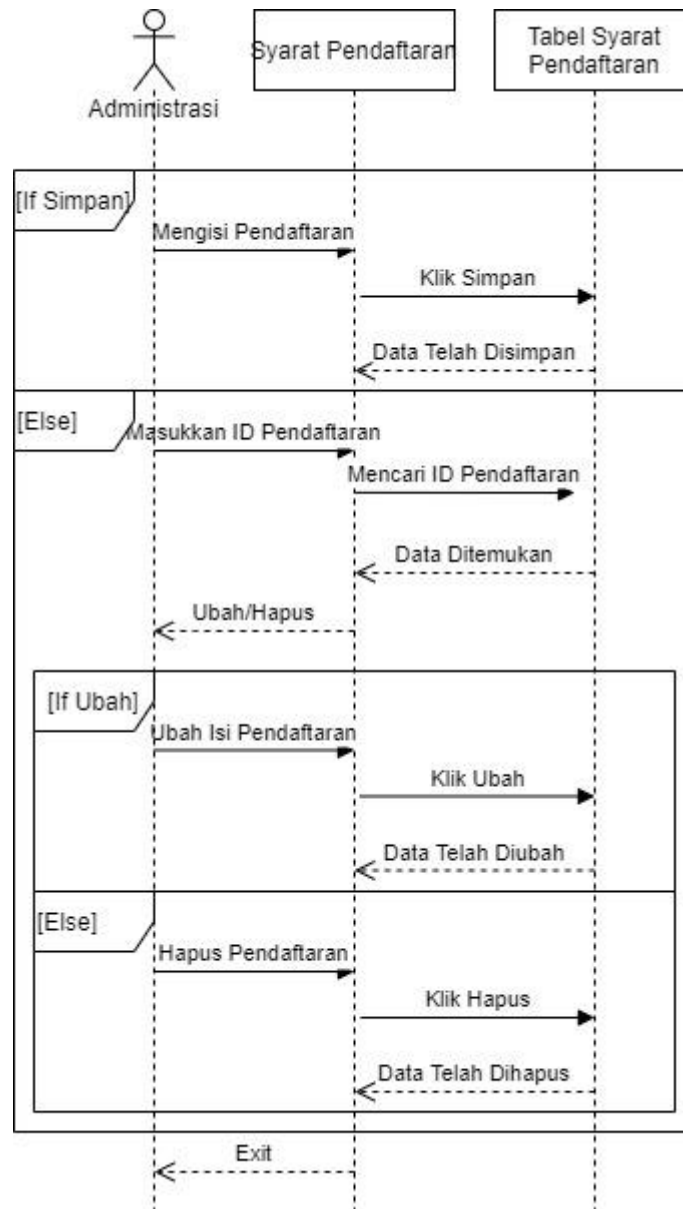 Administrasi
Syarat Pendaftaran
Tabel Syarat
Pendaftaran
[If Simpan]
Mengisi Pendaftaran
Klik Simpan
Data Telah Disimpan
[Else]
Masukkan ID Pendaftaran
Mencari ID Pendaftaran
Data Ditemukan
Ubah/Hapus
[If Ubah]
Ubah Isi Pendaftaran
Klik Ubah
Data Telah Diubah
[Else]
Hapus Pendaftaran
Klik Hapus
Data Telah Dihapus
Exit